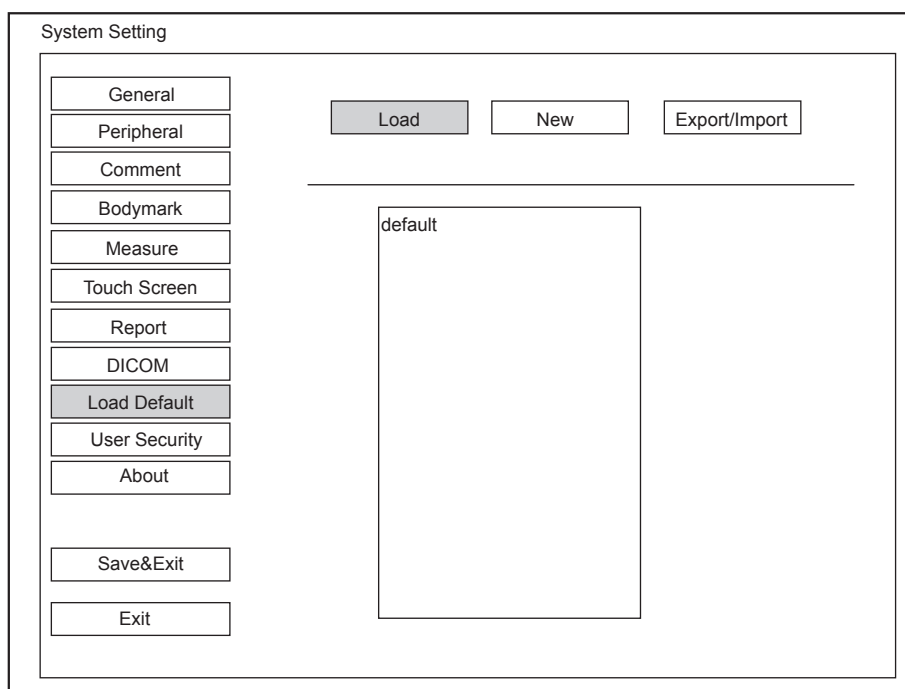 System Setting
General
Peripheral
Comment
Bodymark
Measure
Touch Screen
Report
DICOM
Load Default
User Security
About
Save&Exit
Exit
Load
New
Export/Import
default